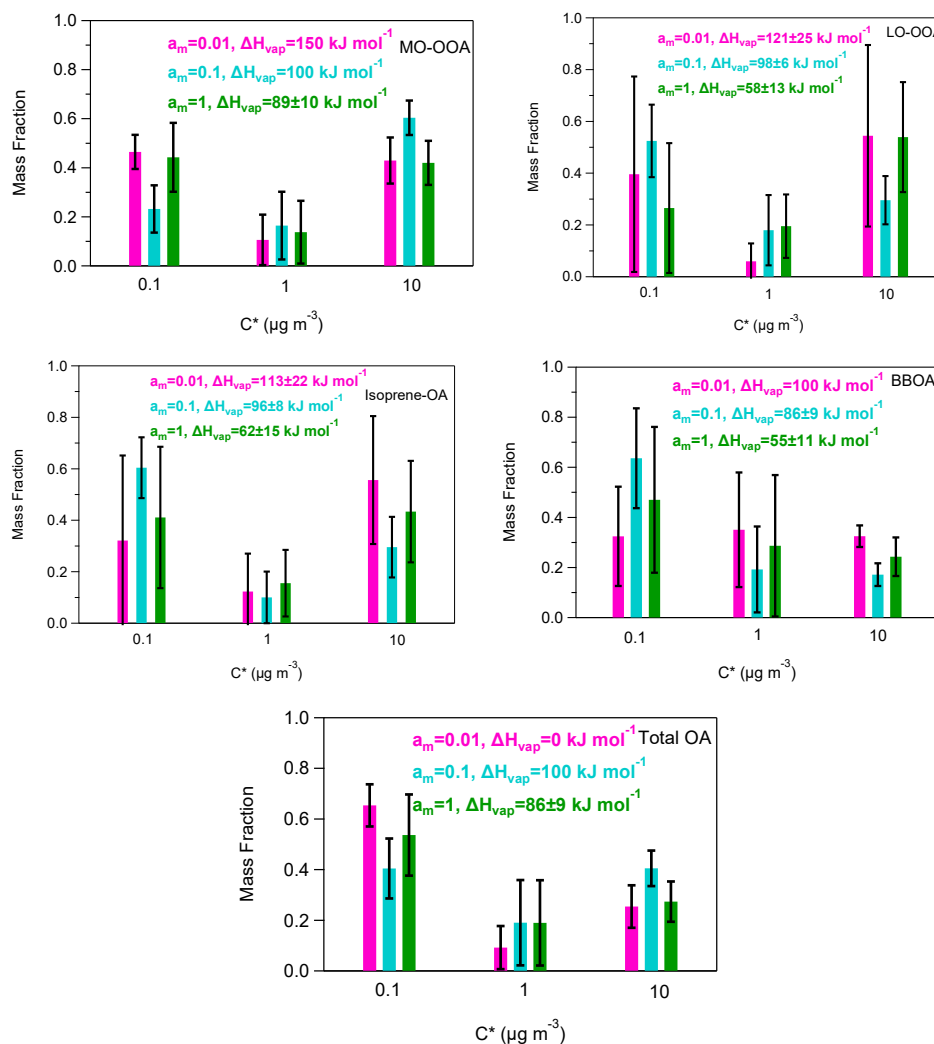 a_m=0.01, ΔH_vap=150 kJ mol⁻¹
MO-OOA
a_m=0.1, ΔH_vap=100 kJ mol⁻¹
a_m=1, ΔH_vap=89±10 kJ mol⁻¹
Mass Fraction
1.0
0.8
0.6
0.4
0.2
0.0
0.1
1
10
C* (µg m⁻³)
a_m=0.01, ΔH_vap=121±25 kJ mol⁻¹
LO-OOA
a_m=0.1, ΔH_vap=98±6 kJ mol⁻¹
a_m=1, ΔH_vap=58±13 kJ mol⁻¹
Mass Fraction
1.0
0.8
0.6
0.4
0.2
0.0
0.1
1
10
C* (µg m⁻³)
a_m=0.01, ΔH_vap=113±22 kJ mol⁻¹
Isoprene-OA
a_m=0.1, ΔH_vap=96±8 kJ mol⁻¹
a_m=1, ΔH_vap=62±15 kJ mol⁻¹
Mass Fraction
1.0
0.8
0.6
0.4
0.2
0.0
0.1
1
10
C* (µg m⁻³)
a_m=0.01, ΔH_vap=100 kJ mol⁻¹
BBOA
a_m=0.1, ΔH_vap=86±9 kJ mol⁻¹
a_m=1, ΔH_vap=55±11 kJ mol⁻¹
Mass Fraction
1.0
0.8
0.6
0.4
0.2
0.0
0.1
1
10
C* (µg m⁻³)
a_m=0.01, ΔH_vap=0 kJ mol⁻¹
Total OA
a_m=0.1, ΔH_vap=100 kJ mol⁻¹
a_m=1, ΔH_vap=86±9 kJ mol⁻¹
Mass Fraction
1.0
0.8
0.6
0.4
0.2
0.0
0.1
1
10
C* (µg m⁻³)